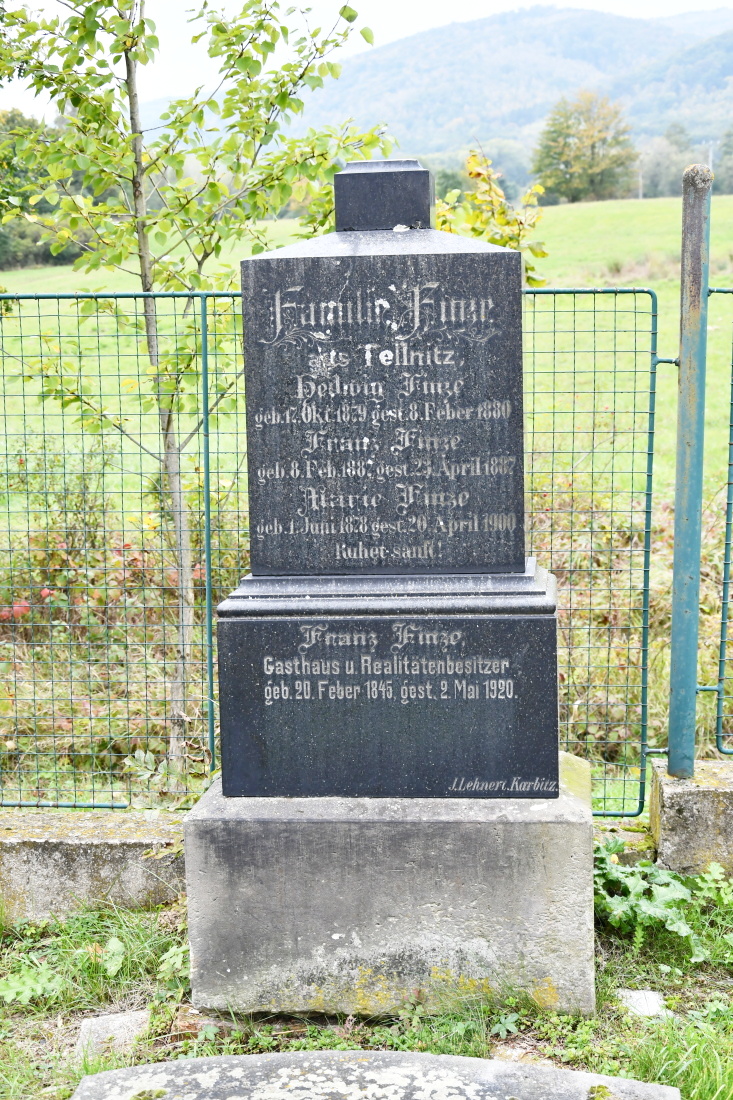 Familie Finze
aus Tellnitz,
Hedwig Finze
geb. 17. Okt. 1879 gest. 8. Feber 1880
Franz Finze
geb. 8. Feb. 1887 gest. 25. April 1887
Marie Finze
geb. 1. Juni 1878 gest. 20. April 1900
Ruhet sanft!
Franz Finze,
Gasthaus u. Realitätenbesitzer
geb. 20. Feber 1845, gest. 2. Mai 1920.
J. Lehnert. Karbitz.